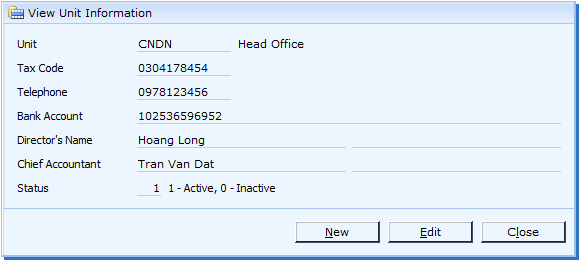 View Unit Information
Unit CNDN Head Office
Tax Code 0304178454
Telephone 0978123456
Bank Account 102536596952
Director's Name Hoang Long
Chief Accountant Tran Van Dat
Status 1 1 - Active, 0 - Inactive
New Edit Close